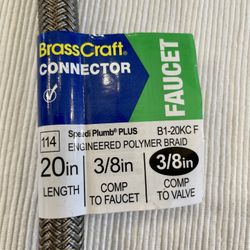 BrassCraft®
CONNECTOR
FAUCET
114
Speedi Plumb® PLUS
B1-20KC F
ENGINEERED POLYMER BRAID
20in
LENGTH
3/8in
COMP
TO FAUCET
3/8in
COMP
TO VALVE